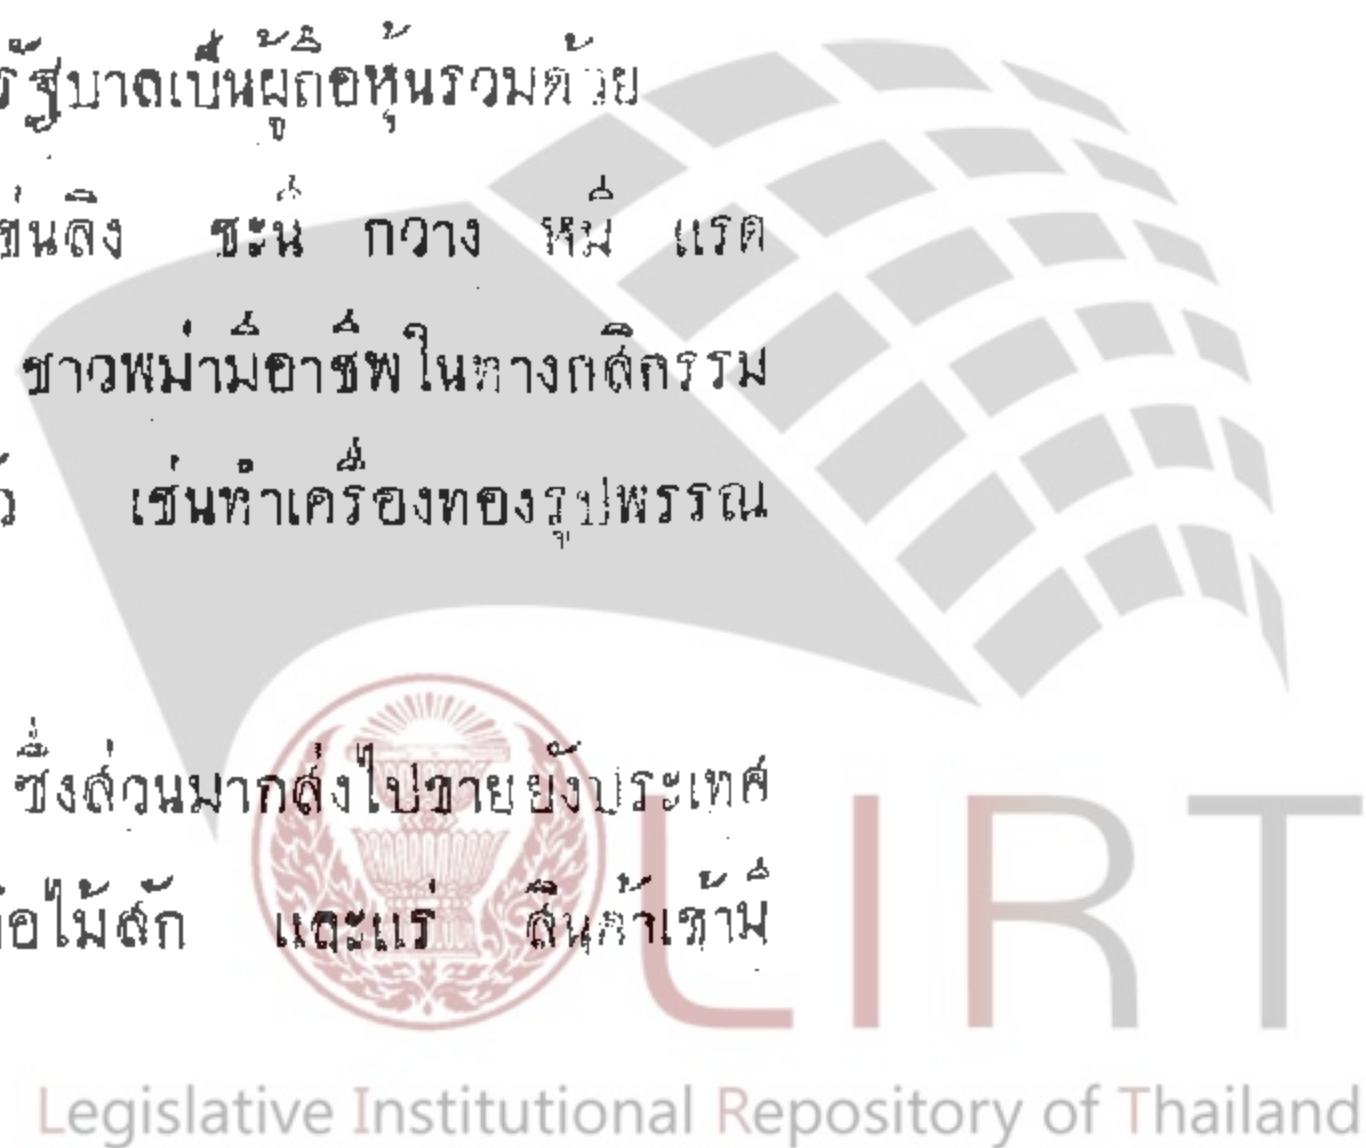 รัฐบาลเป็นผู้ถือหุ้นรวมด้วย
เช่นลิง ชะนี กวาง หมี แรด
ชาวพม่ามีอาชีพในทางกสิกรรม
เช่นทำเครื่องทองรูปพรรณ
ซึ่งส่วนมากส่งไปขายยังประเทศ
ไม้สัก และแร่ สินค้าเข้ามี
LIRT
Legislative Institutional Repository of Thailand